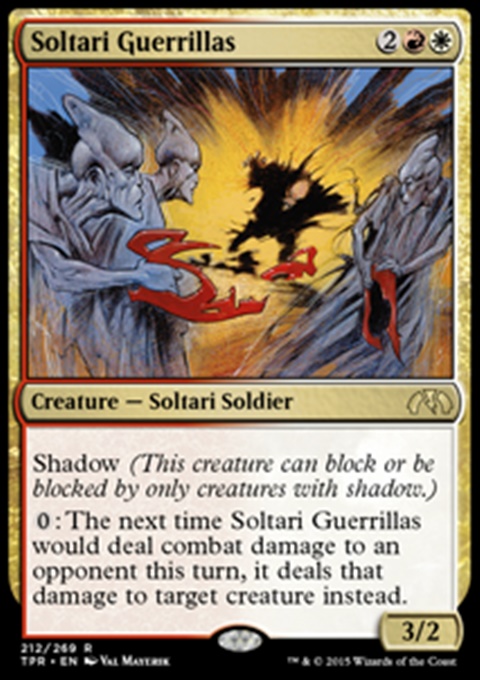 Soltari Guerrillas 2
Creature — Soltari Soldier
Shadow (This creature can block or be
blocked by only creatures with shadow.)
0: The next time Soltari Guerrillas
would deal combat damage to an
opponent this turn, it deals that
damage to target creature instead.
3/2
212/269 R
TPR • EN Val Mayerik
™ & © 2015 Wizards of the Coast